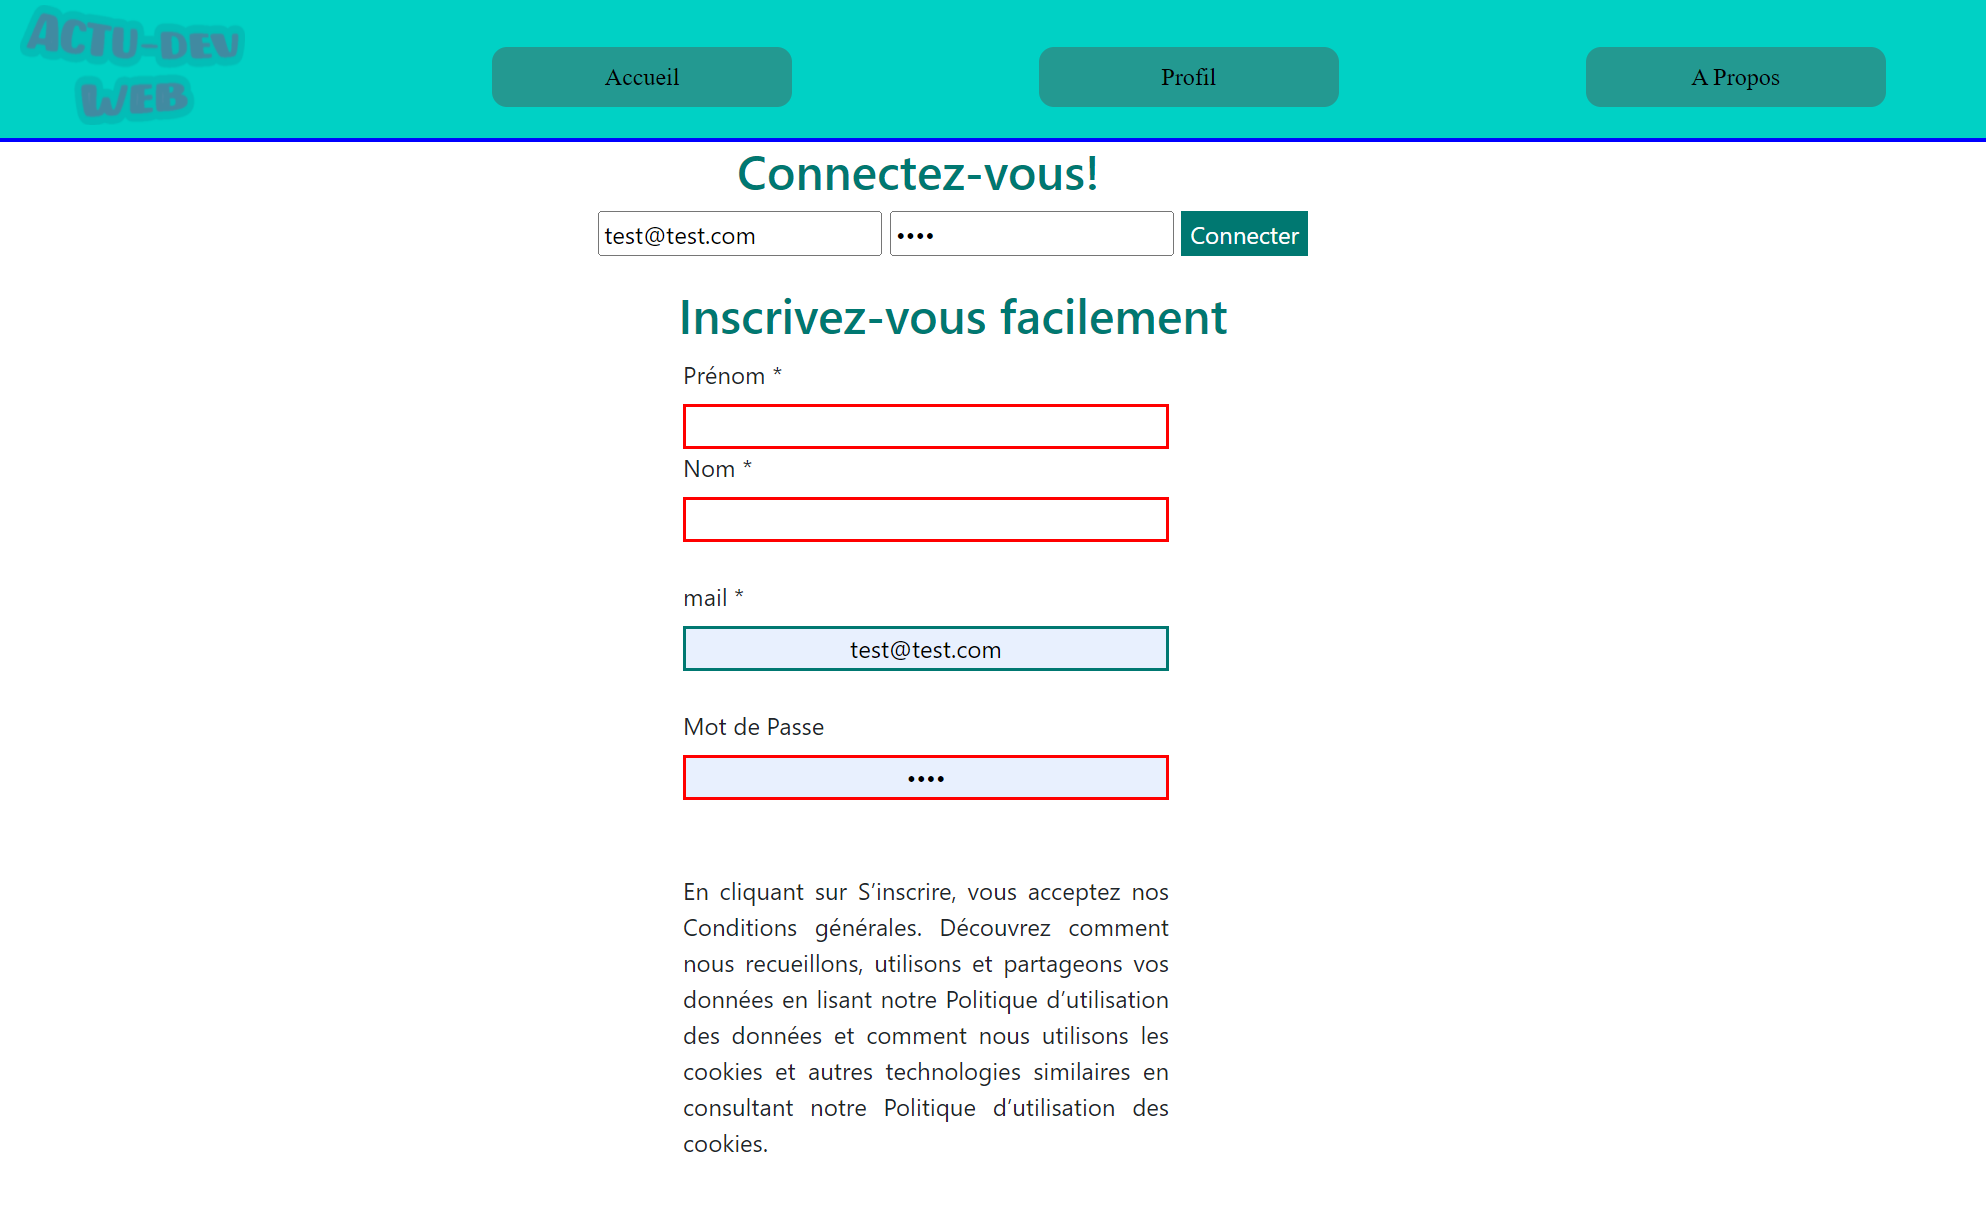 ACTU-DEV
WEB
Accueil
Profil
A Propos
Connectez-vous!
test@test.com
••••
Connecter
Inscrivez-vous facilement
Prénom *
Nom *
mail *
test@test.com
Mot de Passe
••••
En cliquant sur S’inscrire, vous acceptez nos
Conditions générales. Découvrez comment
nous recueillons, utilisons et partageons vos
données en lisant notre Politique d’utilisation
des données et comment nous utilisons les
cookies et autres technologies similaires en
consultant notre Politique d’utilisation des
cookies.